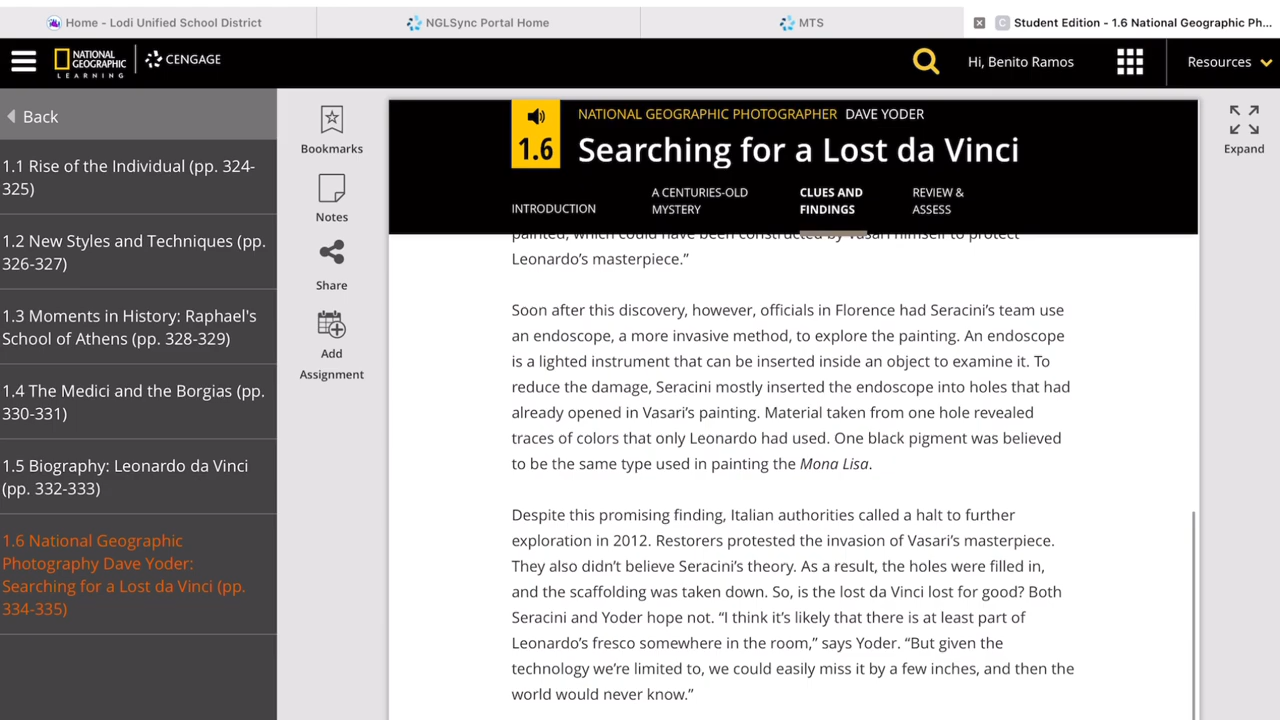 Home - Lodi Unified School District
NGLSync Portal Home
MTS
Student Edition - 1.6 National Geographic Ph...
NATIONAL
GEOGRAPHIC
LEARNING
CENGAGE
Hi, Benito Ramos
Resources
Back
1.1 Rise of the Individual (pp. 324-
325)
1.2 New Styles and Techniques (pp.
326-327)
1.3 Moments in History: Raphael's
School of Athens (pp. 328-329)
1.4 The Medici and the Borgias (pp.
330-331)
1.5 Biography: Leonardo da Vinci
(pp. 332-333)
1.6 National Geographic
Photography Dave Yoder:
Searching for a Lost da Vinci (pp.
334-335)
Bookmarks
Notes
Share
Add
Assignment
NATIONAL GEOGRAPHIC PHOTOGRAPHER DAVE YODER
1.6 Searching for a Lost da Vinci
INTRODUCTION
A CENTURIES-OLD
MYSTERY
CLUES AND
FINDINGS
REVIEW &
ASSESS
Expand
painted, which could have been constructed by Vasari himself to protect
Leonardo’s masterpiece.”
Soon after this discovery, however, officials in Florence had Seracini’s team use
an endoscope, a more invasive method, to explore the painting. An endoscope
is a lighted instrument that can be inserted inside an object to examine it. To
reduce the damage, Seracini mostly inserted the endoscope into holes that had
already opened in Vasari’s painting. Material taken from one hole revealed
traces of colors that only Leonardo had used. One black pigment was believed
to be the same type used in painting the Mona Lisa.
Despite this promising finding, Italian authorities called a halt to further
exploration in 2012. Restorers protested the invasion of Vasari’s masterpiece.
They also didn’t believe Seracini’s theory. As a result, the holes were filled in,
and the scaffolding was taken down. So, is the lost da Vinci lost for good? Both
Seracini and Yoder hope not. “I think it’s likely that there is at least part of
Leonardo’s fresco somewhere in the room,” says Yoder. “But given the
technology we’re limited to, we could easily miss it by a few inches, and then the
world would never know.”